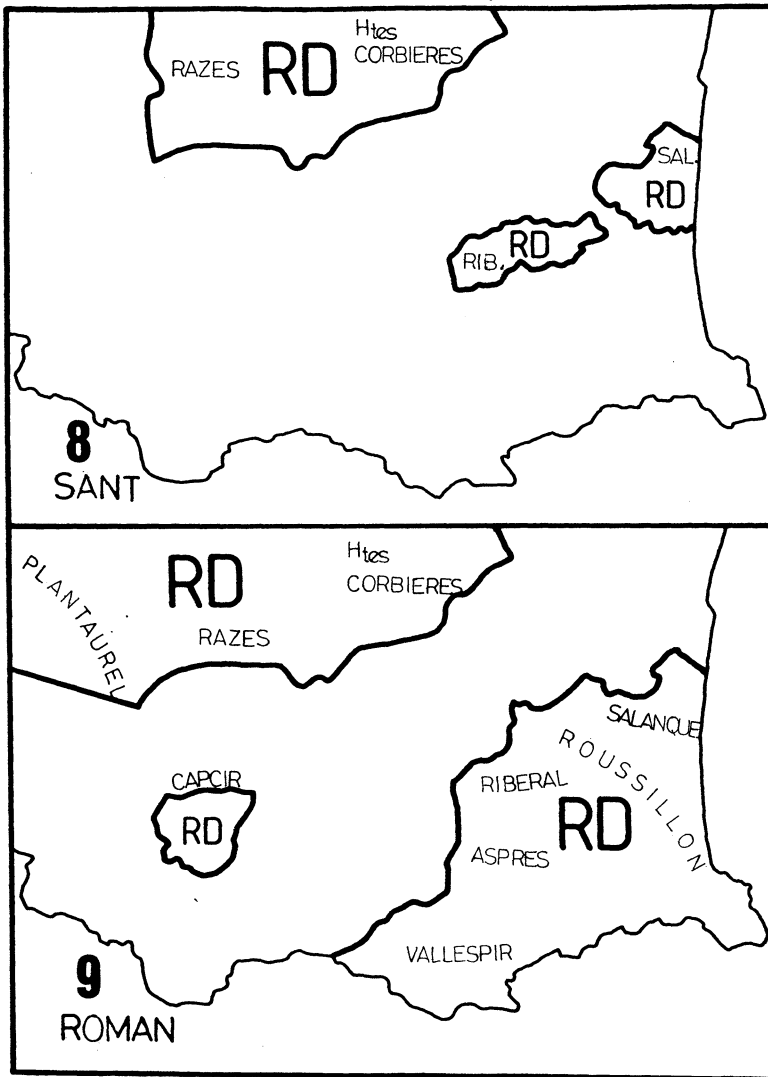 Htes
RAZES RD CORBIERES
SAL.
RD
RIB. RD
8
SANT
PLANTAUREL
RD
Htes
CORBIERES
RAZES
SALANQUE
ROUSSILLON
CAPCIR
RD
RIBERAL
RD
ASPRES
VALLESPIR
9
ROMAN